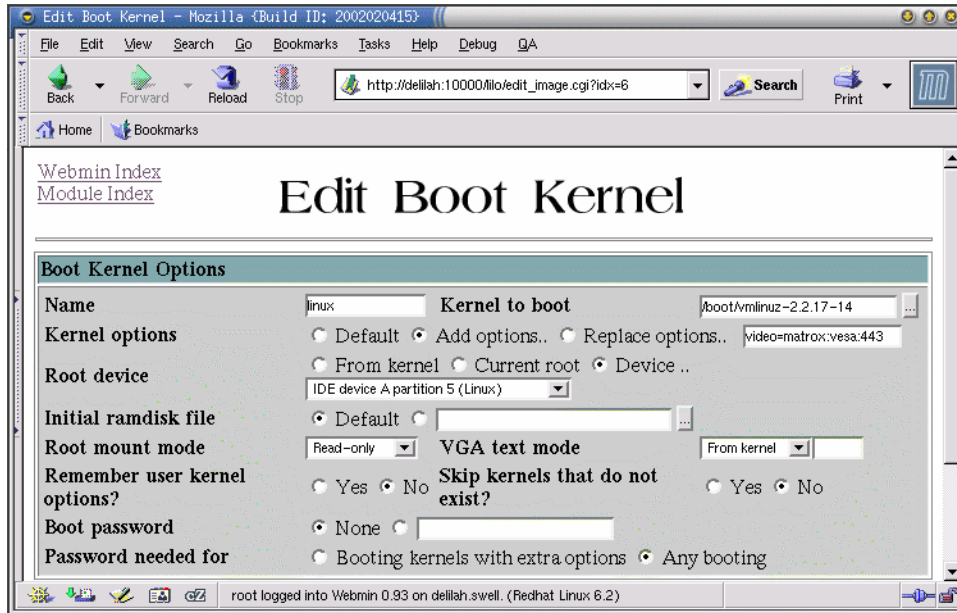 Edit Boot Kernel - Mozilla {Build ID: 2002020415}
File Edit View Search Go Bookmarks Tasks Help Debug QA
Back Forward Reload Stop http://delilah:10000/lilo/edit_image.cgi?idx=6 Search Print
Home Bookmarks
Webmin Index
Module Index
Edit Boot Kernel
Boot Kernel Options
Name linux Kernel to boot /boot/vmlinuz-2.2.17-14 ...
Kernel options Default Add options.. Replace options.. video=matrox:vesa:443
Root device From kernel Current root Device ..
IDE device A partition 5 (Linux)
Initial ramdisk file Default ...
Root mount mode Read-only VGA text mode From kernel
Remember user kernel options? Yes No Skip kernels that do not exist? Yes No
Boot password None
Password needed for Booting kernels with extra options Any booting
root logged into Webmin 0.93 on delilah.swell. (Redhat Linux 6.2)